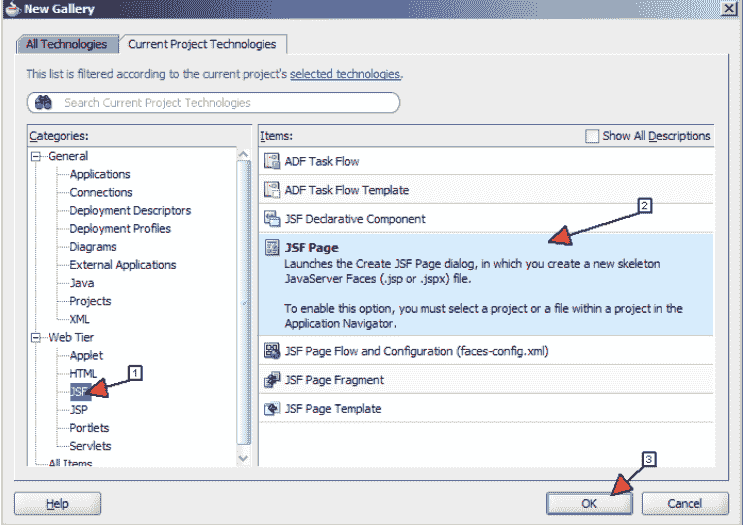 New Gallery
All Technologies
Current Project Technologies
This list is filtered according to the current project's selected technologies.
Search Current Project Technologies
Categories:
General
Applications
Connections
Deployment Descriptors
Deployment Profiles
Diagrams
External Applications
Java
Projects
XML
Web Tier
Applet
HTML
JSF
1
JSP
Portlets
Servlets
All Items
Items:
Show All Descriptions
ADF Task Flow
ADF Task Flow Template
2
JSF Declarative Component
JSF Page
Launches the Create JSF Page dialog, in which you create a new skeleton
JavaServer Faces (.jsp or .jspx) file.
To enable this option, you must select a project or a file within a project in the
Application Navigator.
JSF Page Flow and Configuration (faces-config.xml)
JSF Page Fragment
JSF Page Template
3
Help
OK
Cancel